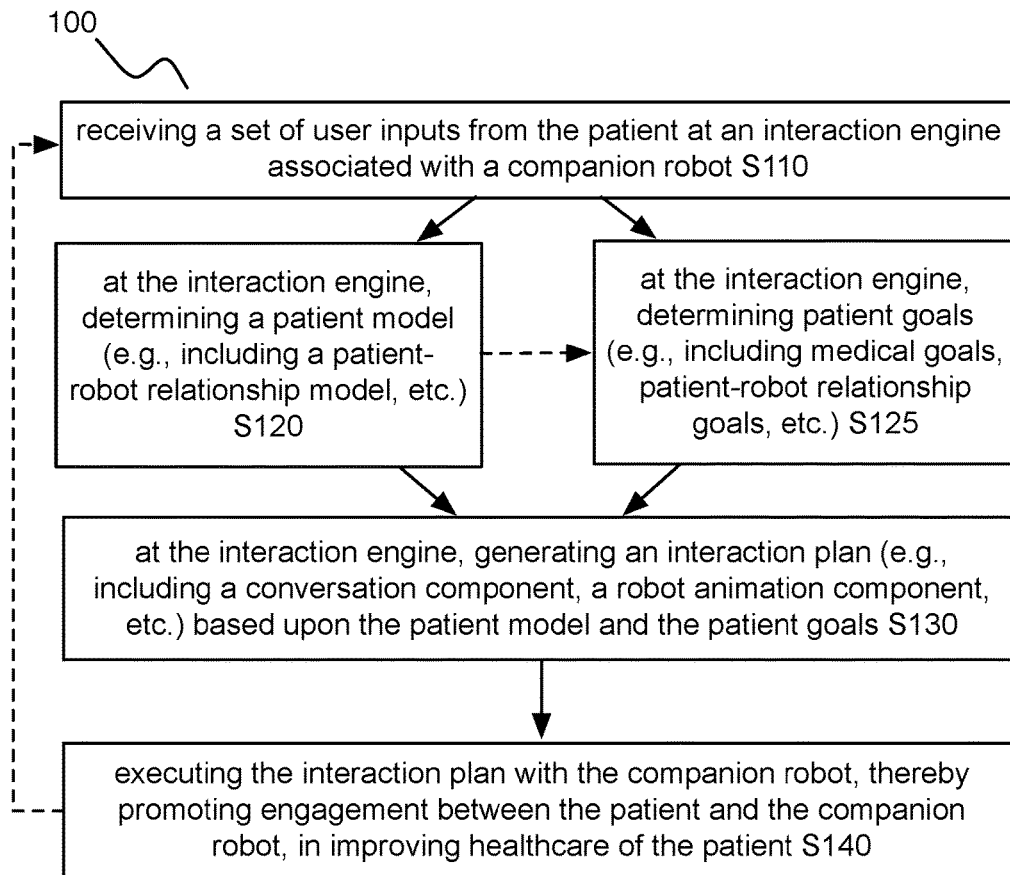 100
receiving a set of user inputs from the patient at an interaction engine
associated with a companion robot S110
at the interaction engine,
determining a patient model
(e.g., including a patient-
robot relationship model, etc.)
S120
at the interaction engine,
determining patient goals
(e.g., including medical goals,
patient-robot relationship
goals, etc.) S125
at the interaction engine, generating an interaction plan (e.g.,
including a conversation component, a robot animation component,
etc.) based upon the patient model and the patient goals S130
executing the interaction plan with the companion robot, thereby
promoting engagement between the patient and the companion
robot, in improving healthcare of the patient S140